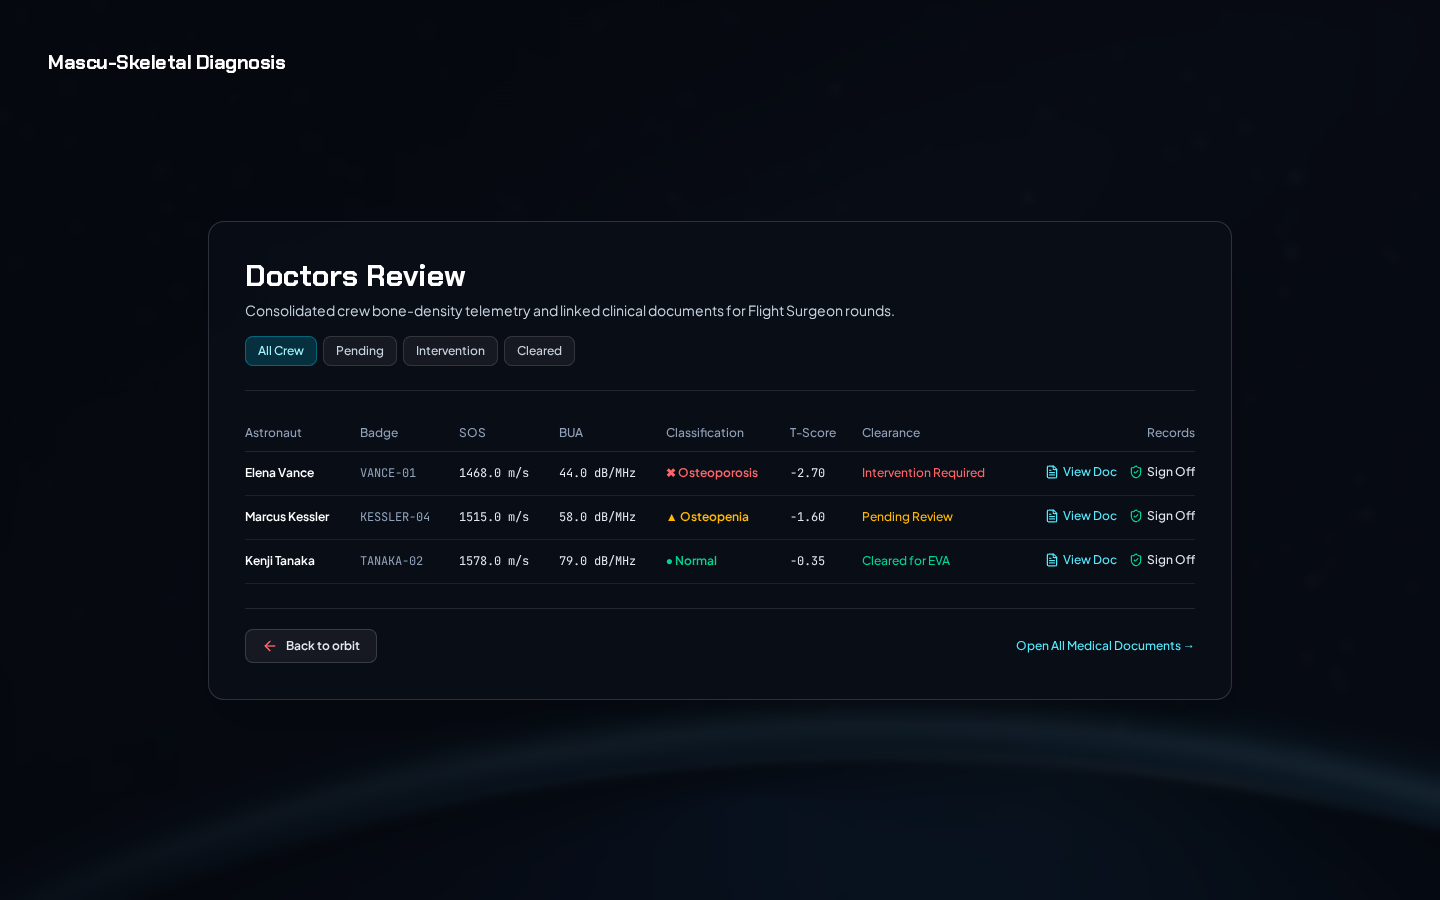 Mascu-Skeletal Diagnosis
Doctors Review
Consolidated crew bone-density telemetry and linked clinical documents for Flight Surgeon rounds.
All Crew Pending Intervention Cleared
Astronaut Badge SOS BUA Classification T-Score Clearance Records
Elena Vance VANCE-01 1468.0 m/s 44.0 dB/MHz ✖ Osteoporosis -2.70 Intervention Required View Doc Sign Off
Marcus Kessler KESSLER-04 1515.0 m/s 58.0 dB/MHz ▲ Osteopenia -1.60 Pending Review View Doc Sign Off
Kenji Tanaka TANAKA-02 1578.0 m/s 79.0 dB/MHz ● Normal -0.35 Cleared for EVA View Doc Sign Off
← Back to orbit Open All Medical Documents →